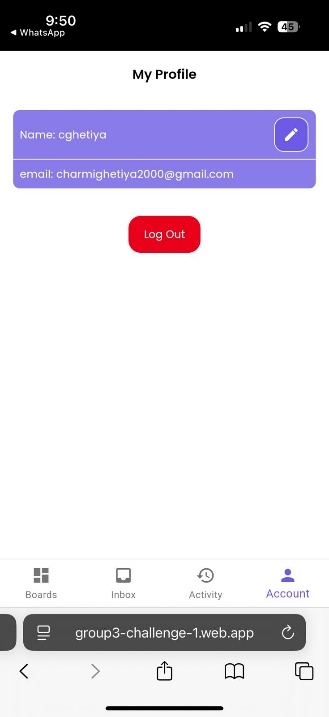 9:50
45
◄ WhatsApp
My Profile
Name: cghetiya
email: charmighetiya2000@gmail.com
Log Out
Boards
Inbox
Activity
Account
group3-challenge-1.web.app